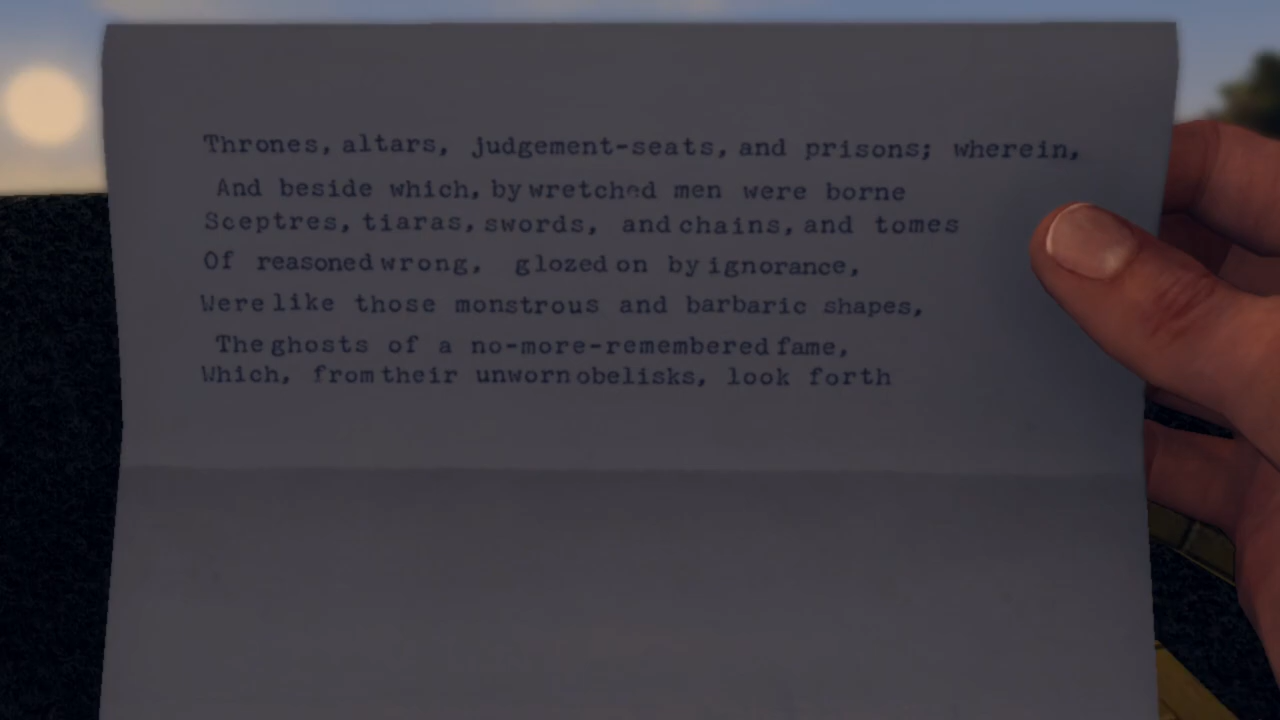 Thrones, altars, judgement-seats, and prisons; wherein,
And beside which, by wretched men were borne
Sceptres, tiaras, swords, and chains, and tomes
Of reasoned wrong, glozed on by ignorance,
Were like those monstrous and barbaric shapes,
The ghosts of a no-more-remembered fame,
Which, from their unworn obelisks, look forth